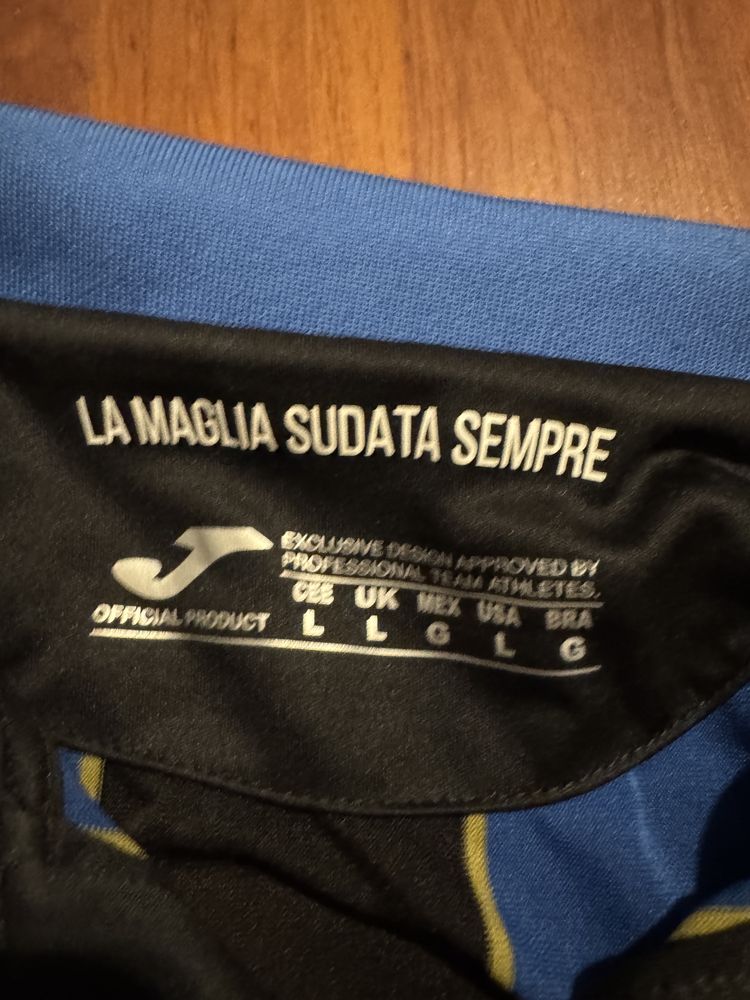 LA MAGLIA SUDATA SEMPRE
EXCLUSIVE DESIGN APPROVED BY
PROFESSIONAL TEAM ATHLETES.
OFFICIAL PRODUCT
CEE UK MEX USA BRA
L L G L G